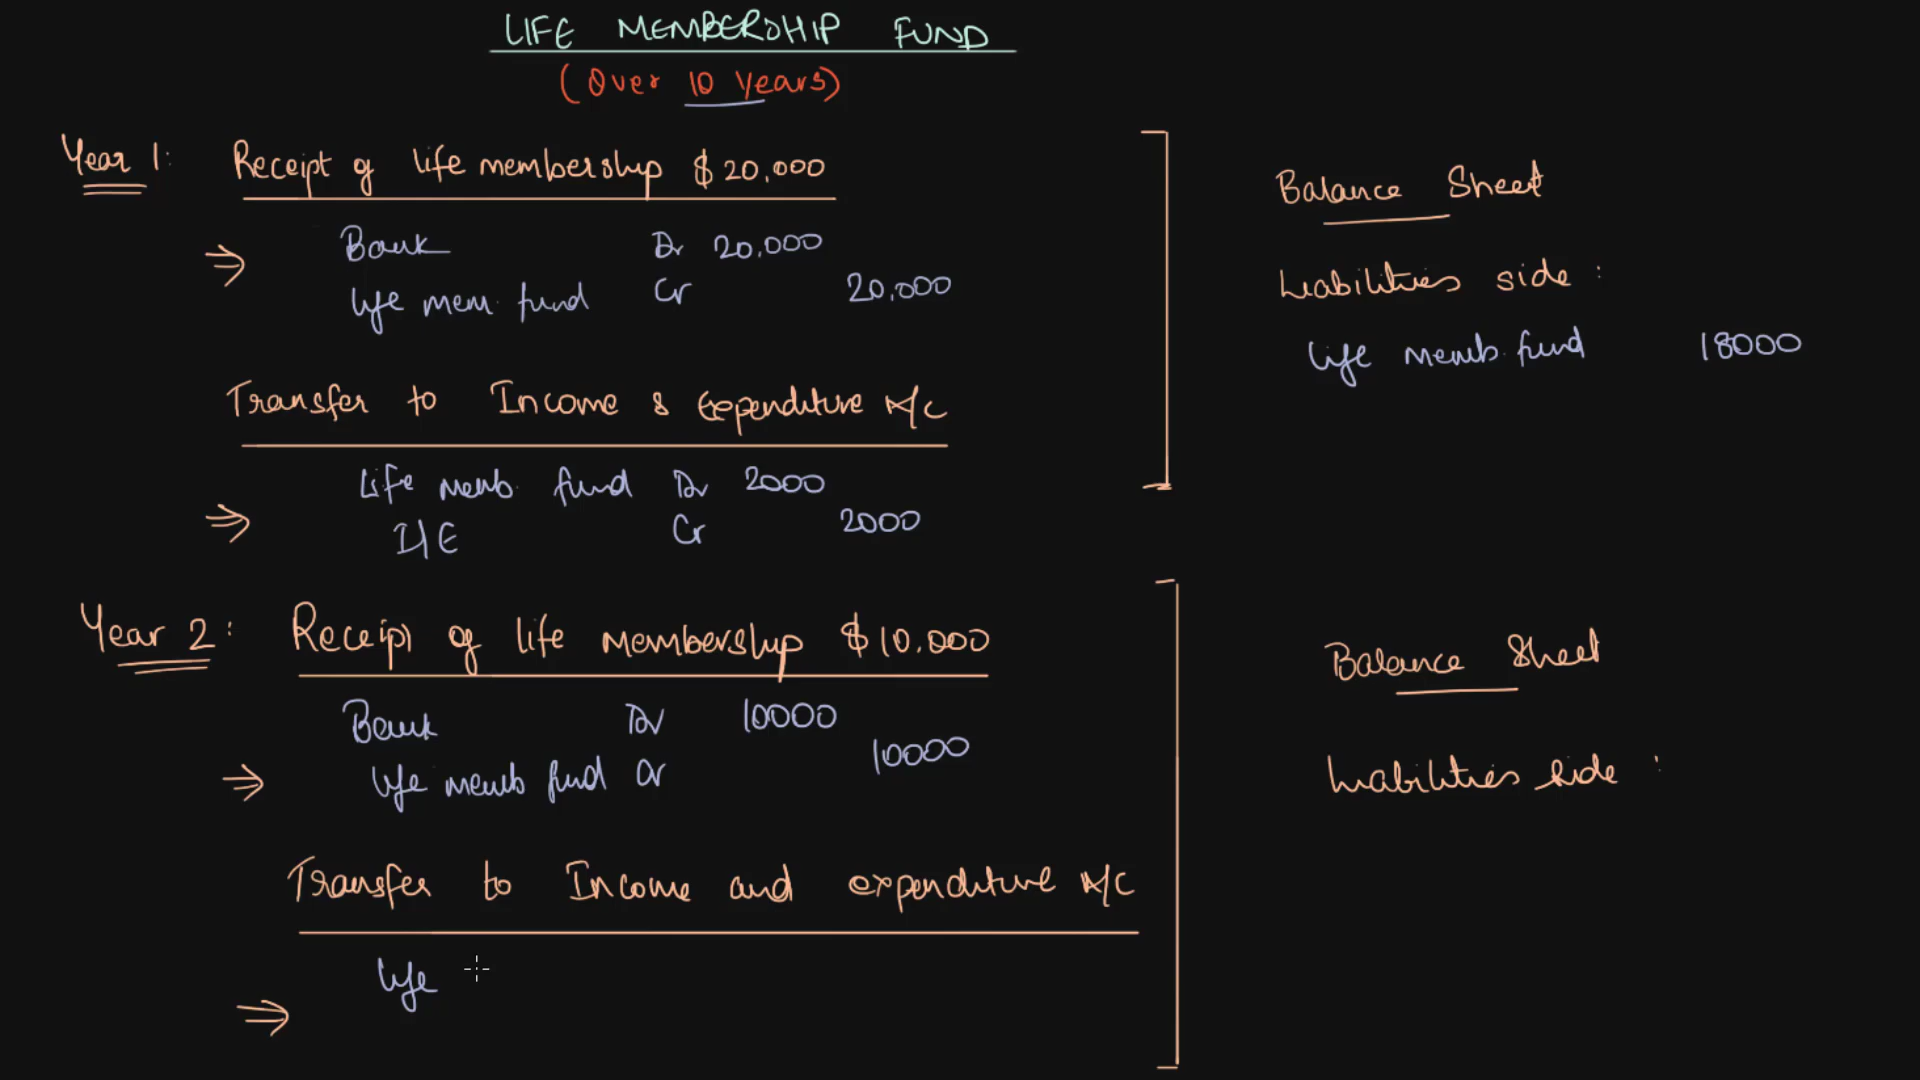 LIFE MEMBERSHIP FUND
(Over 10 Years)
Year 1: Receipt of life membership $ 20,000
⇒ Bank Dr 20,000
life mem. fund Cr 20,000
Transfer to Income & Expenditure A/C
⇒ Life memb. fund Dr 2000
I/E Cr 2000
Balance Sheet
Liabilities side :
life memb. fund 18000
Year 2: Receipt of life membership $ 10,000
⇒ Bank Dr 10000
life memb fund Cr 10000
Transfer to Income and expenditure A/C
⇒ life
Balance Sheet
Liabilities side :